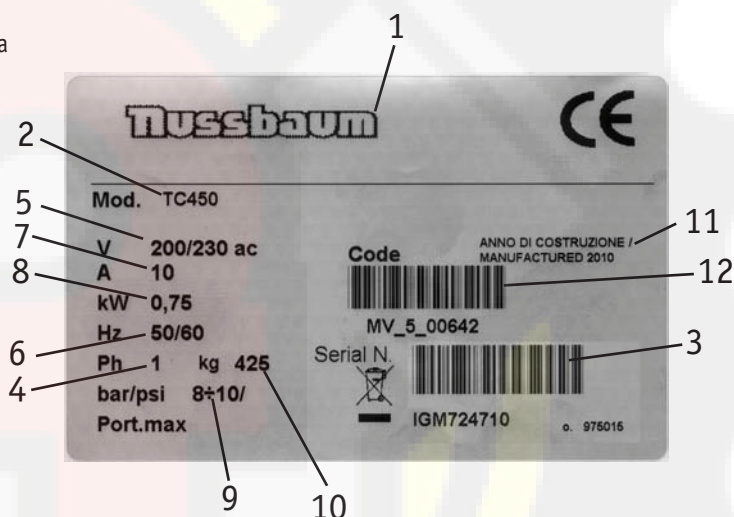 a
1
nussbaum
CE
2
Mod. TC450
5
V 200/230 ac
7
A 10
8
kW 0,75
6
Hz 50/60
4
Ph 1 kg 425
bar/psi 8÷10/
Port.max
9
10
Code
ANNO DI COSTRUZIONE /
MANUFACTURED 2010
11
12
MV_5_00642
Serial N.
3
IGM724710
o. 975015